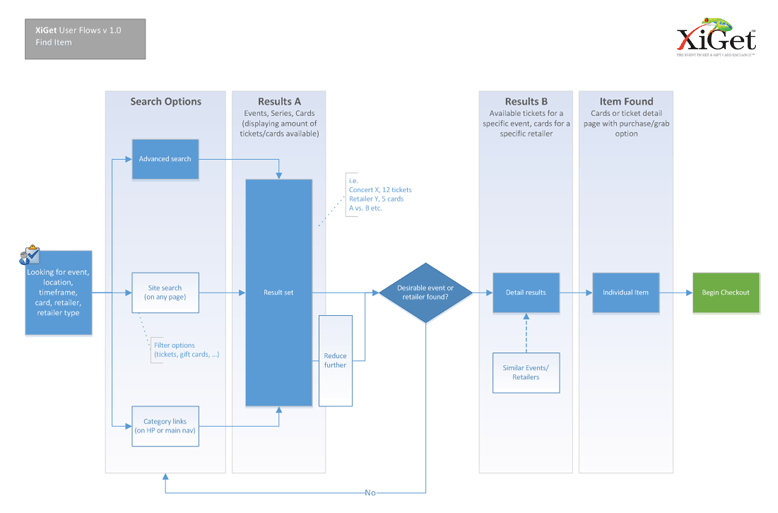 XiGet User Flows v 1.0
Find Item
XiGet™
THE EVENT TICKET & GIFT CARD EXCHANGE
Search Options
Results A
Events, Series, Cards
(displaying amount of
tickets/cards available)
Results B
Available tickets for a
specific event, cards for a
specific retailer
Item Found
Cards or ticket detail
page with purchase/grab
option
Advanced search
i.e.
Concert X, 12 tickets
Retailer Y, 5 cards
A vs. B etc.
Looking for event,
location,
timeframe,
card, retailer,
retailer type
Site search
(on any page)
Result set
Desirable event or
retailer found?
Detail results
Individual Item
Begin Checkout
Filter options
(tickets, gift cards, ...)
Reduce
further
Similar Events/
Retailers
Category links
(on HP or main nav)
No